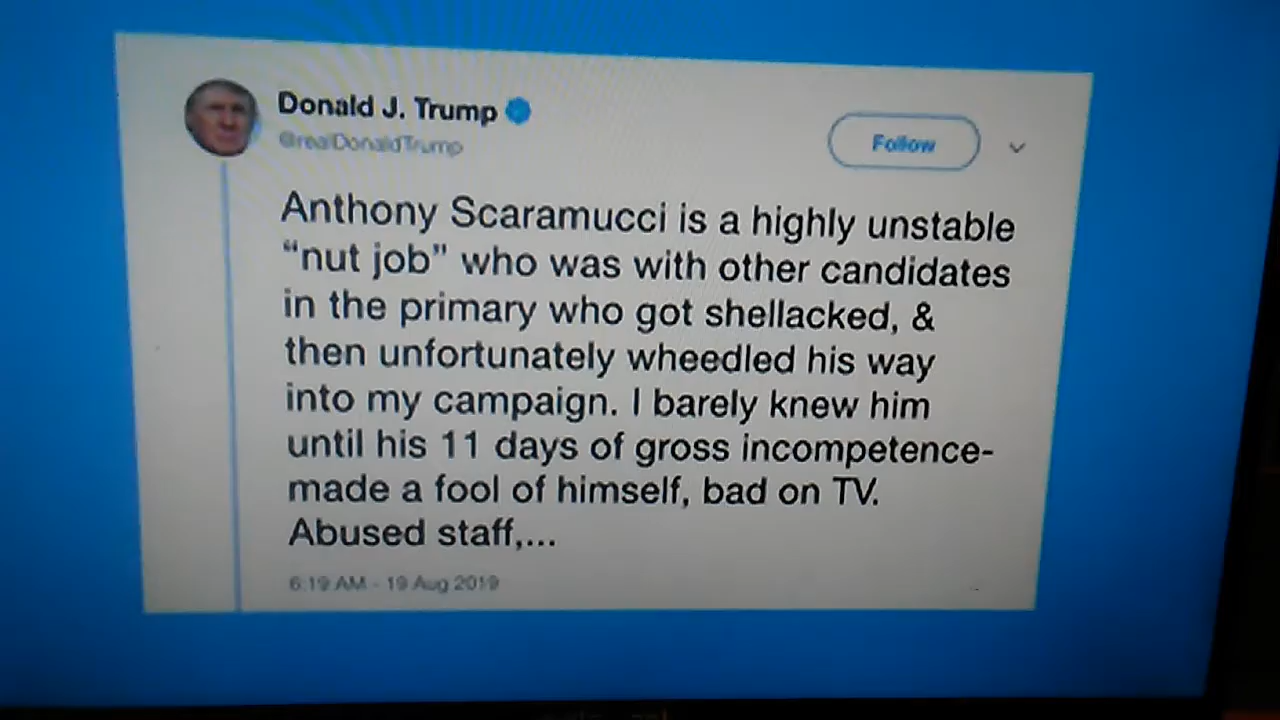 Donald J. Trump
@realDonaldTrump
Follow
Anthony Scaramucci is a highly unstable
“nut job” who was with other candidates
in the primary who got shellacked, &
then unfortunately wheedled his way
into my campaign. I barely knew him
until his 11 days of gross incompetence-
made a fool of himself, bad on TV.
Abused staff,...
6:19 AM - 19 Aug 2019